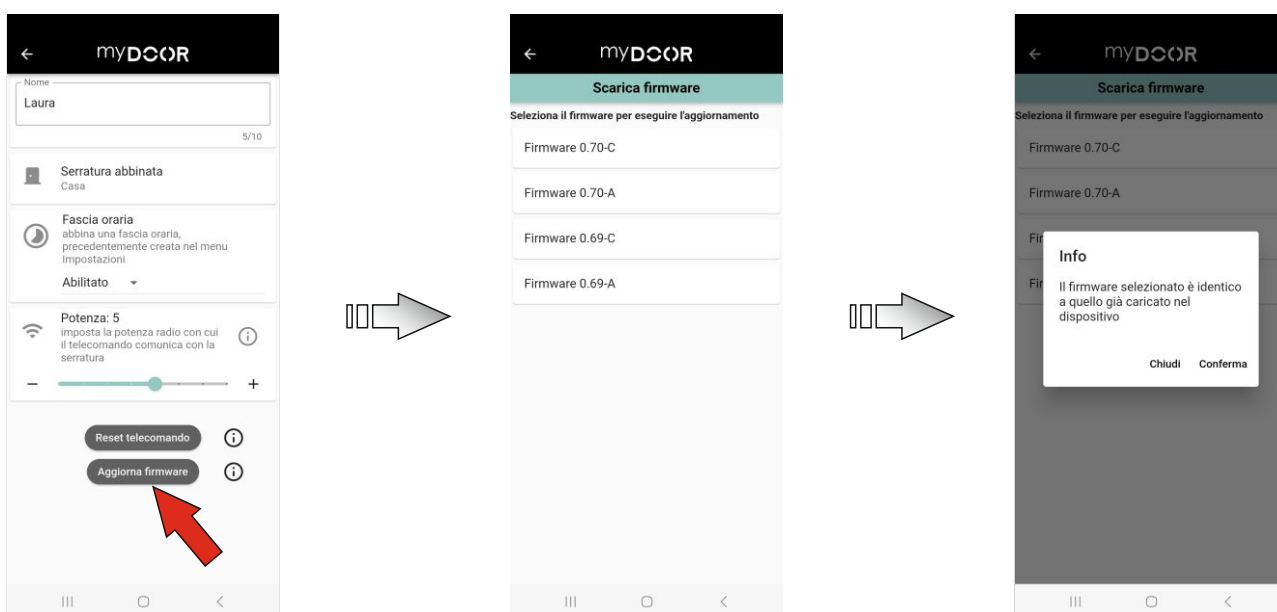 myDOOR
Nome
Laura
5/10
Serratura abbinata
Casa
Fascia oraria
abbina una fascia oraria,
precedentemente creata nel menu
Impostazioni
Abilitato
Potenza: 5
imposta la potenza radio con cui
il telecomando comunica con la
serratura
− +
Reset telecomando
Aggiorna firmware
myDOOR
Scarica firmware
Seleziona il firmware per eseguire l'aggiornamento
Firmware 0.70-C
Firmware 0.70-A
Firmware 0.69-C
Firmware 0.69-A
myDOOR
Scarica firmware
Seleziona il firmware per eseguire l'aggiornamento
Firmware 0.70-C
Firmware 0.70-A
Fir
Fir
Info
Il firmware selezionato è identico
a quello già caricato nel
dispositivo
Chiudi Conferma